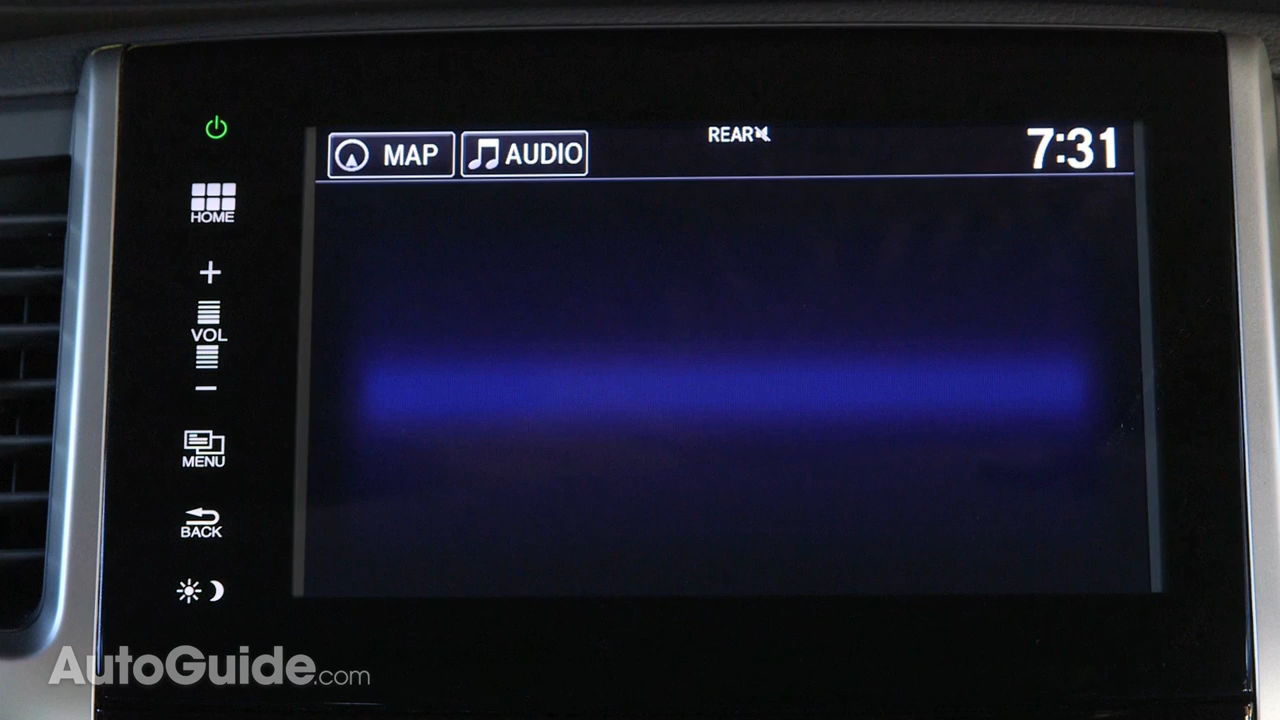 MAP
AUDIO
REAR
7:31
HOME
+
VOL
−
MENU
BACK
AutoGuide.com